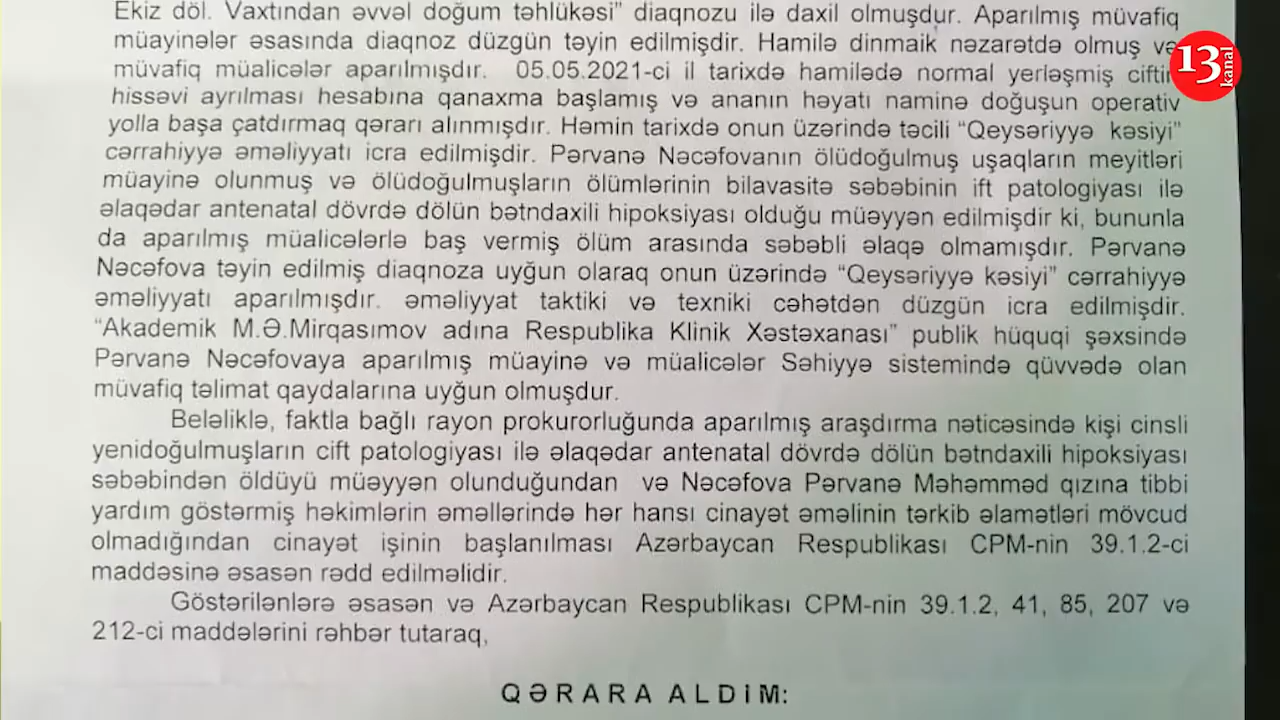 Ekiz döl. Vaxtından əvvəl doğum təhlükəsi” diaqnozu ilə daxil olmuşdur. Aparılmış müvafiq
müayinələr əsasında diaqnoz düzgün təyin edilmişdir. Hamilə dinmaik nəzarətdə olmuş və
müvafiq müalicələr aparılmışdır. 05.05.2021-ci il tarixdə hamilədə normal yerləşmiş ciftin
hissəvi ayrılması hesabına qanaxma başlamış və ananın həyatı naminə doğuşun operativ
yolla başa çatdırmaq qərarı alınmışdır. Həmin tarixdə onun üzərində təcili “Qeysəriyyə kəsiyi”
cərrahiyyə əməliyyatı icra edilmişdir. Pərvanə Nəcəfovanın ölüdoğulmuş uşaqların meyitləri
müayinə olunmuş və ölüdoğulmuşların ölümlərinin bilavasitə səbəbinin ift patologiyası ilə
əlaqədar antenatal dövrdə dölün bətndaxili hipoksiyası olduğu müəyyən edilmişdir ki, bununla
da aparılmış müalicələrlə baş vermiş ölüm arasında səbəbli əlaqə olmamışdır. Pərvanə
Nəcəfova təyin edilmiş diaqnoza uyğun olaraq onun üzərində “Qeysəriyyə kəsiyi” cərrahiyyə
əməliyyatı aparılmışdır. əməliyyat taktiki və texniki cəhətdən düzgün icra edilmişdir.
“Akademik M.Ə.Mirqasımov adına Respublika Klinik Xəstəxanası” publik hüquqi şəxsində
Pərvanə Nəcəfovaya aparılmış müayinə və müalicələr Səhiyyə sistemində qüvvədə olan
müvafiq təlimat qaydalarına uyğun olmuşdur.
Beləliklə, faktla bağlı rayon prokurorluğunda aparılmış araşdırma nəticəsində kişi cinsli
yenidoğulmuşların cift patologiyası ilə əlaqədar antenatal dövrdə dölün bətndaxili hipoksiyası
səbəbindən öldüyü müəyyən olunduğundan və Nəcəfova Pərvanə Məhəmməd qızına tibbi
yardım göstərmiş həkimlərin əməllərində hər hansı cinayət əməlinin tərkib əlamətləri mövcud
olmadığından cinayət işinin başlanılması Azərbaycan Respublikası CPM-nin 39.1.2-ci
maddəsinə əsasən rədd edilməlidir.
Göstərilənlərə əsasən və Azərbaycan Respublikası CPM-nin 39.1.2, 41, 85, 207 və
212-ci maddələrini rəhbər tutaraq,
QƏRARA ALDIM:
13
kanal